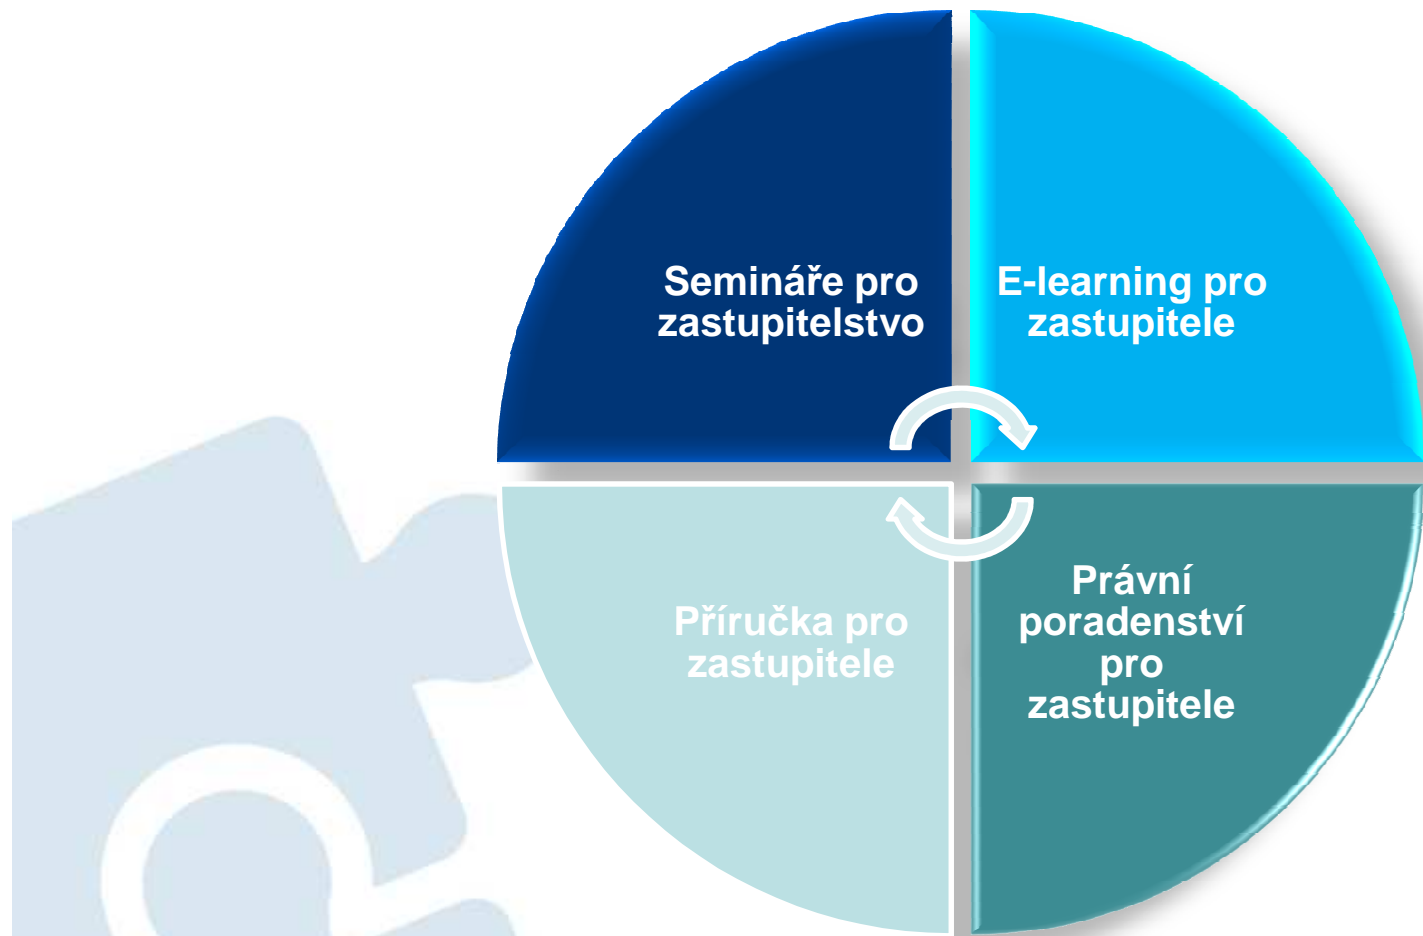 Semináře pro
zastupitelstvo
E-learning pro
zastupitele
Příručka pro
zastupitele
Právní
poradenství
pro
zastupitele